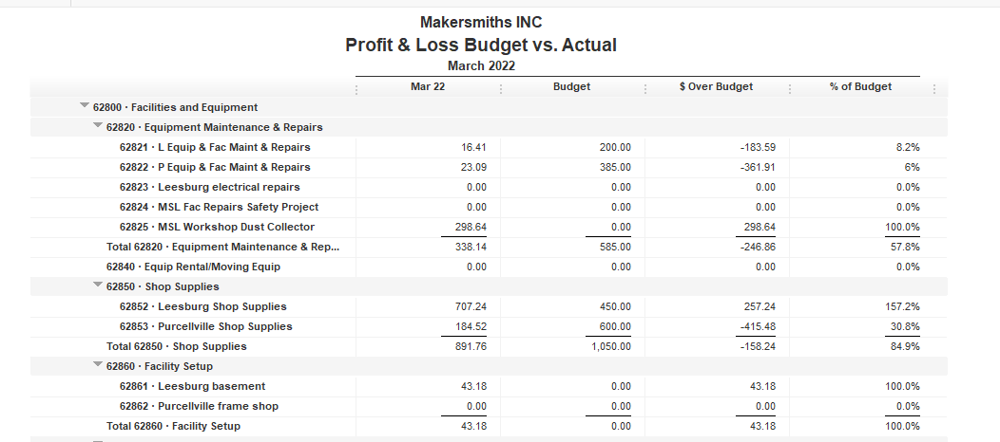 Makersmiths INC
Profit & Loss Budget vs. Actual
March 2022
Mar 22 Budget $ Over Budget % of Budget
62800 · Facilities and Equipment
62820 · Equipment Maintenance & Repairs
62821 · L Equip & Fac Maint & Repairs 16.41 200.00 -183.59 8.2%
62822 · P Equip & Fac Maint & Repairs 23.09 385.00 -361.91 6%
62823 · Leesburg electrical repairs 0.00 0.00 0.00 0.0%
62824 · MSL Fac Repairs Safety Project 0.00 0.00 0.00 0.0%
62825 · MSL Workshop Dust Collector 298.64 0.00 298.64 100.0%
Total 62820 · Equipment Maintenance & Rep... 338.14 585.00 -246.86 57.8%
62840 · Equip Rental/Moving Equip 0.00 0.00 0.00 0.0%
62850 · Shop Supplies
62852 · Leesburg Shop Supplies 707.24 450.00 257.24 157.2%
62853 · Purcellville Shop Supplies 184.52 600.00 -415.48 30.8%
Total 62850 · Shop Supplies 891.76 1,050.00 -158.24 84.9%
62860 · Facility Setup
62861 · Leesburg basement 43.18 0.00 43.18 100.0%
62862 · Purcellville frame shop 0.00 0.00 0.00 0.0%
Total 62860 · Facility Setup 43.18 0.00 43.18 100.0%